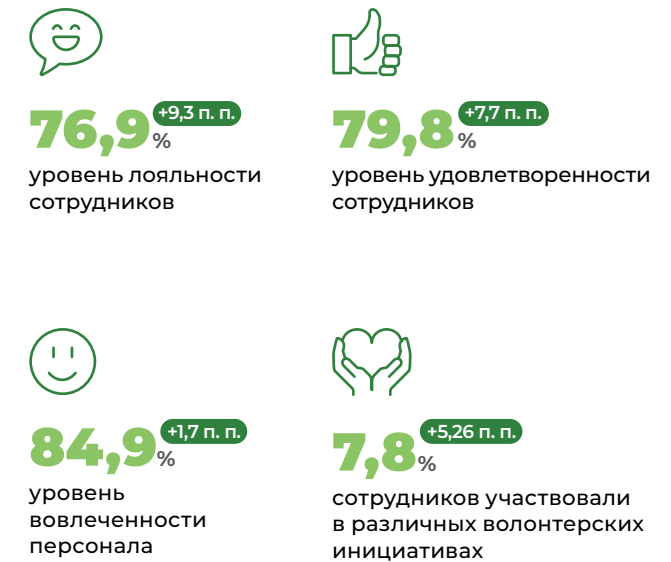 76,9% +9,3 п. п.
уровень лояльности
сотрудников
79,8% +7,7 п. п.
уровень удовлетворенности
сотрудников
84,9% +1,7 п. п.
уровень
вовлеченности
персонала
7,8% +5,26 п. п.
сотрудников участвовали
в различных волонтерских
инициативах